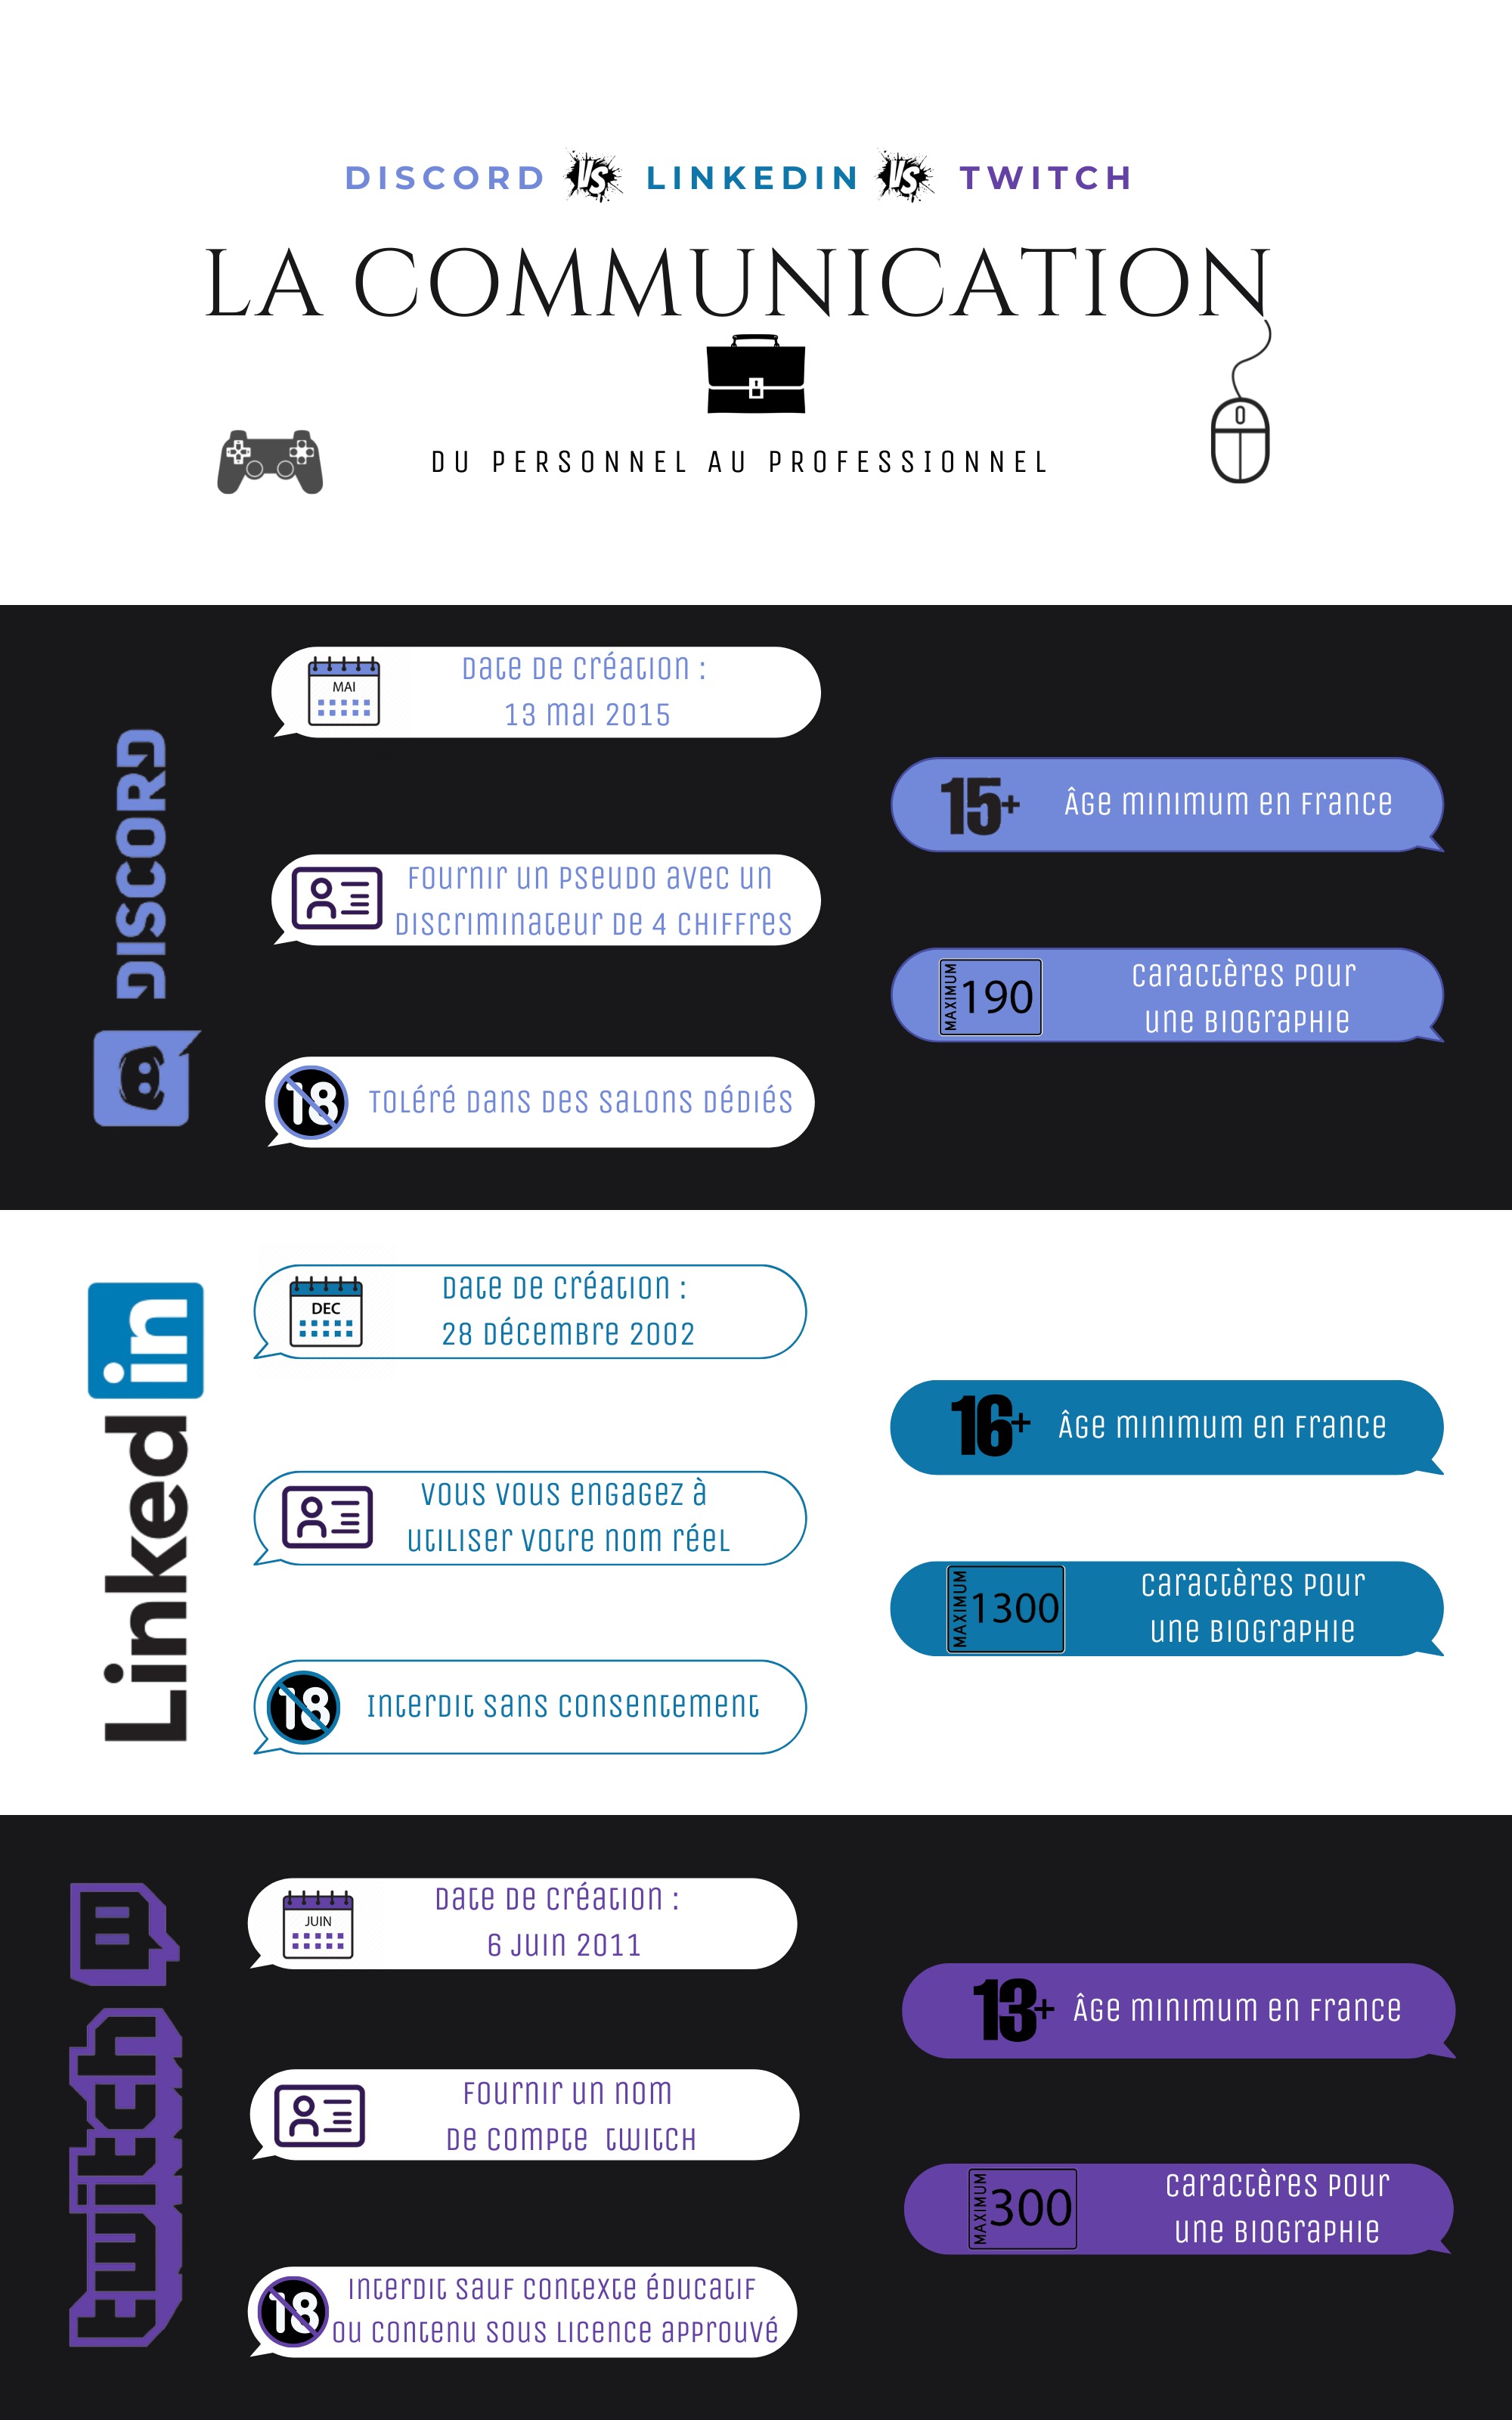 DISCORD VS LINKEDIN VS TWITCH
LA COMMUNICATION
DU PERSONNEL AU PROFESSIONNEL
DISCORD
MAI
Date de création :
13 mai 2015
15+ Âge minimum en France
Fournir un pseudo avec un
discriminateur de 4 chiffres
MAXIMUM 190
caractères pour
une biographie
18 Toléré dans des salons dédiés
Linked in
DEC
Date de création :
28 décembre 2002
16+ Âge minimum en France
Vous vous engagez à
utiliser votre nom réel
MAXIMUM 1300
caractères pour
une biographie
18 Interdit sans consentement
twitch
JUIN
Date de création :
6 juin 2011
13+ Âge minimum en France
Fournir un nom
de compte twitch
MAXIMUM 300
caractères pour
une biographie
18
Interdit sauf contexte éducatif
ou contenu sous licence approuvé